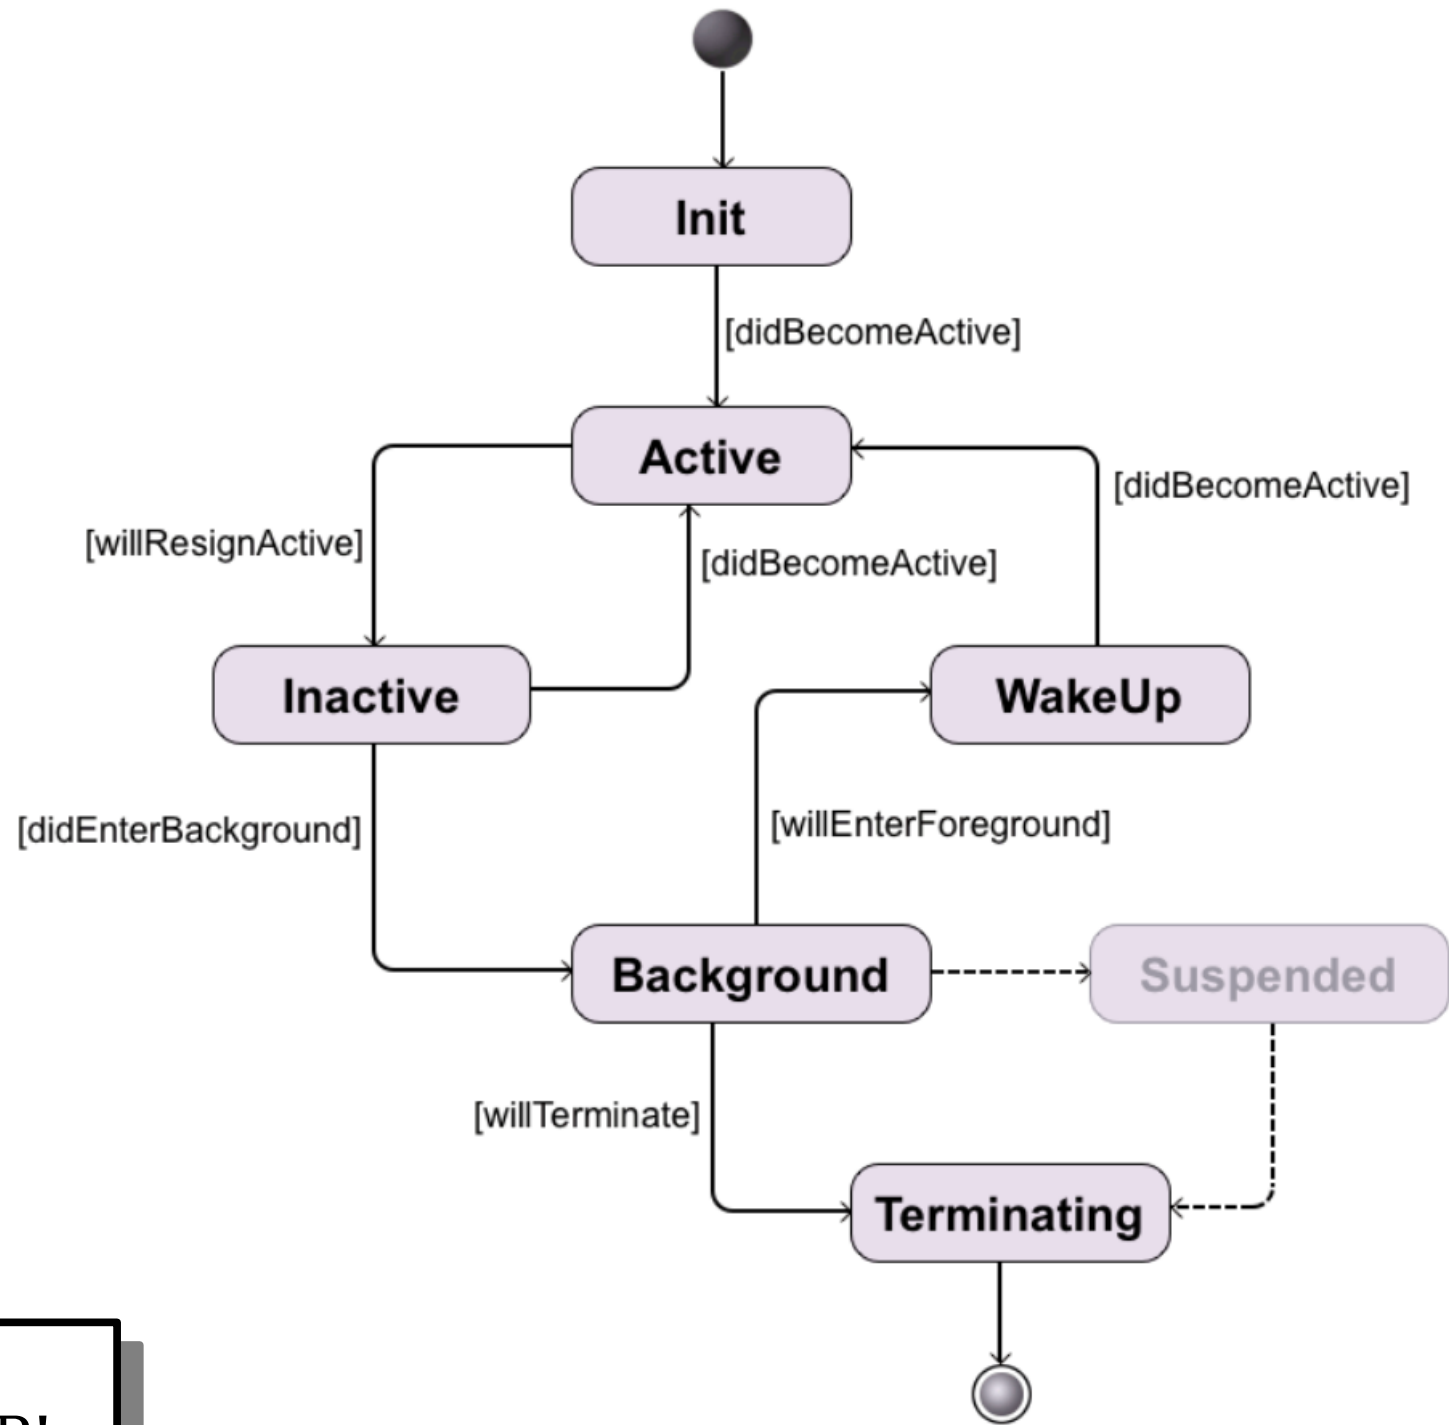 Init
[didBecomeActive]
Active
[didBecomeActive]
[willResignActive]
[didBecomeActive]
Inactive
WakeUp
[didEnterBackground]
[willEnterForeground]
Background
Suspended
[willTerminate]
Terminating